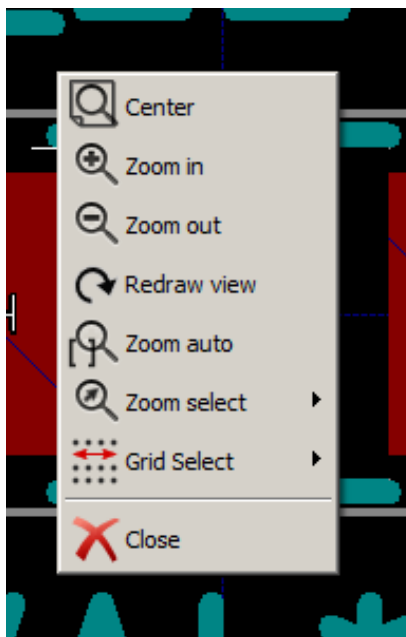 Center
Zoom in
Zoom out
Redraw view
Zoom auto
Zoom select
Grid Select
Close